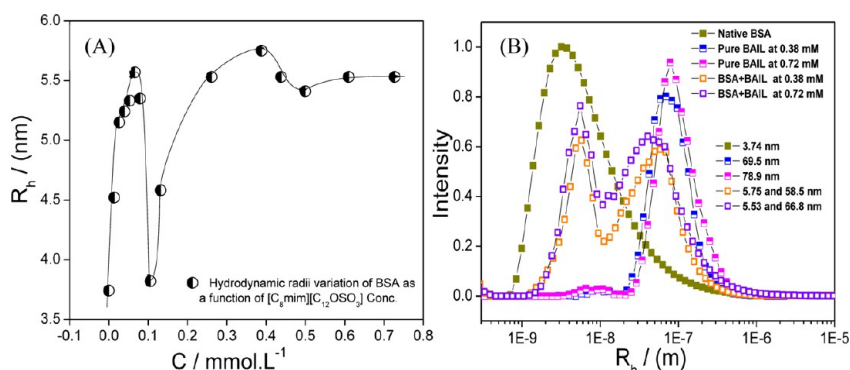 (A)
6.0
5.5
5.0
4.5
4.0
3.5
R_h / (nm)
-0.1 0.0 0.1 0.2 0.3 0.4 0.5 0.6 0.7 0.8
C / mmol.L⁻¹
Hydrodynamic radii variation of BSA as
a function of [C₈mim][C₁₂OSO₃] Conc.
(B)
1.0
0.8
0.6
0.4
0.2
0.0
Intensity
1E-9 1E-8 1E-7 1E-6 1E-5
R_h / (m)
Native BSA
Pure BAIL at 0.38 mM
Pure BAIL at 0.72 mM
BSA+BAIL at 0.38 mM
BSA+BAIL at 0.72 mM
3.74 nm
69.5 nm
78.9 nm
5.75 and 58.5 nm
5.53 and 66.8 nm